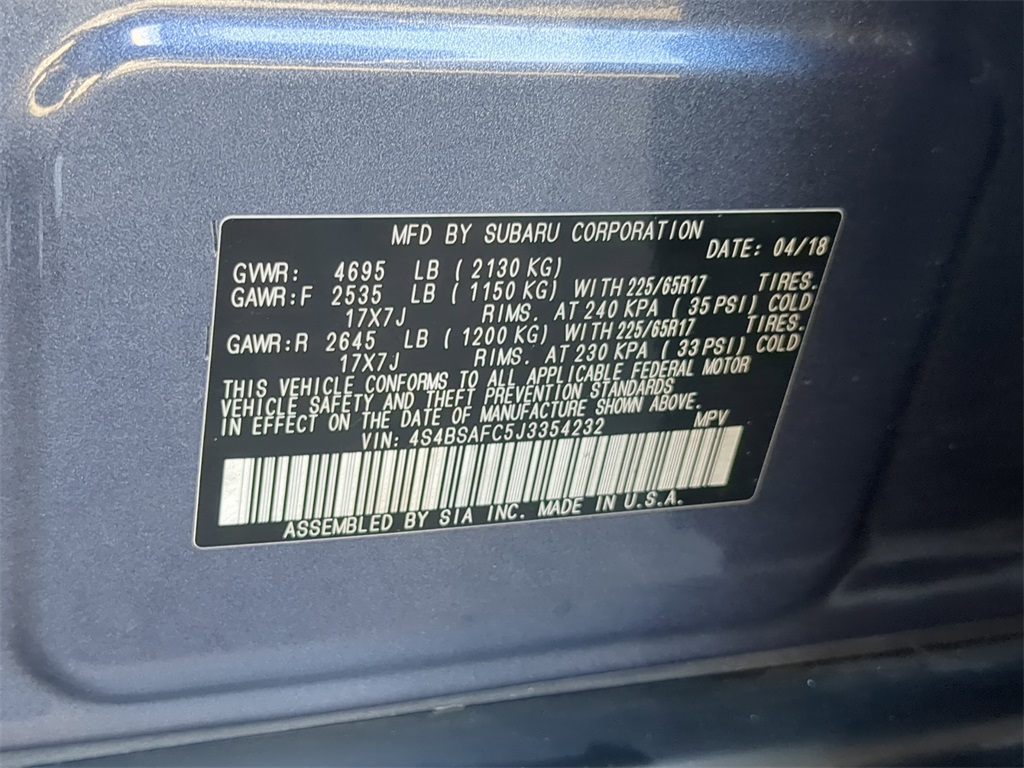 MFD BY SUBARU CORPORATION DATE: 04/18
GVWR: 4695 LB ( 2130 KG)
GAWR:F 2535 LB ( 1150 KG) WITH 225/65R17 TIRES.
17X7J RIMS. AT 240 KPA ( 35 PSI) COLD
GAWR:R 2645 LB ( 1200 KG) WITH 225/65R17 TIRES.
17X7J RIMS. AT 230 KPA ( 33 PSI) COLD
THIS VEHICLE CONFORMS TO ALL APPLICABLE FEDERAL MOTOR
VEHICLE SAFETY AND THEFT PREVENTION STANDARDS
IN EFFECT ON THE DATE OF MANUFACTURE SHOWN ABOVE.
VIN: 4S4BSAFC5J3354232 MPV
ASSEMBLED BY SIA INC. MADE IN U.S.A.